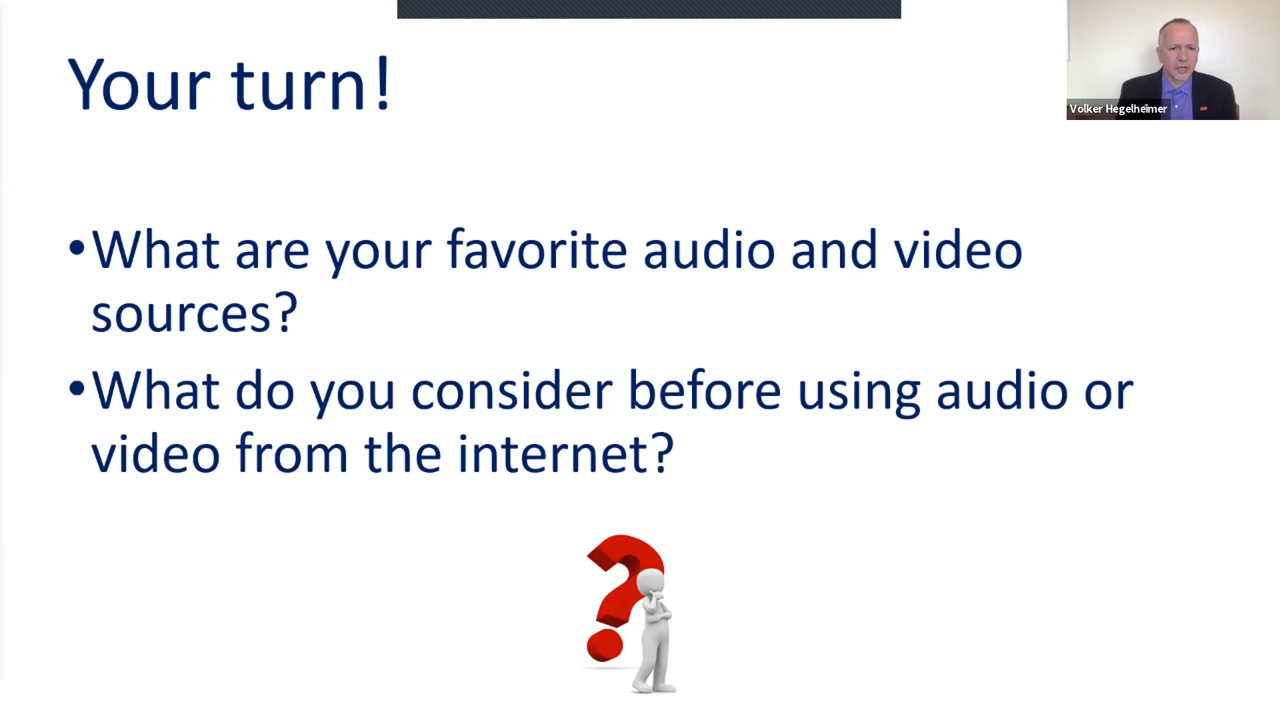 Your turn!
Volker Hegelheimer
•What are your favorite audio and video
sources?
•What do you consider before using audio or
video from the internet?